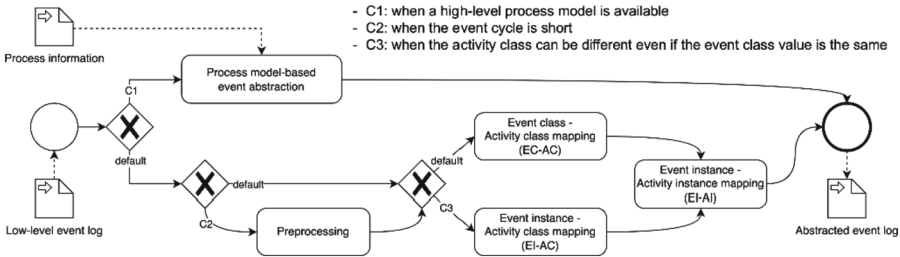 - C1: when a high-level process model is available
- C2: when the event cycle is short
- C3: when the activity class can be different even if the event class value is the same
Process information
Process model-based
event abstraction
C1
default
Low-level event log
default
C2
Preprocessing
default
C3
Event class -
Activity class mapping
(EC-AC)
Event instance -
Activity class mapping
(EI-AC)
Event instance -
Activity instance mapping
(EI-AI)
Abstracted event log